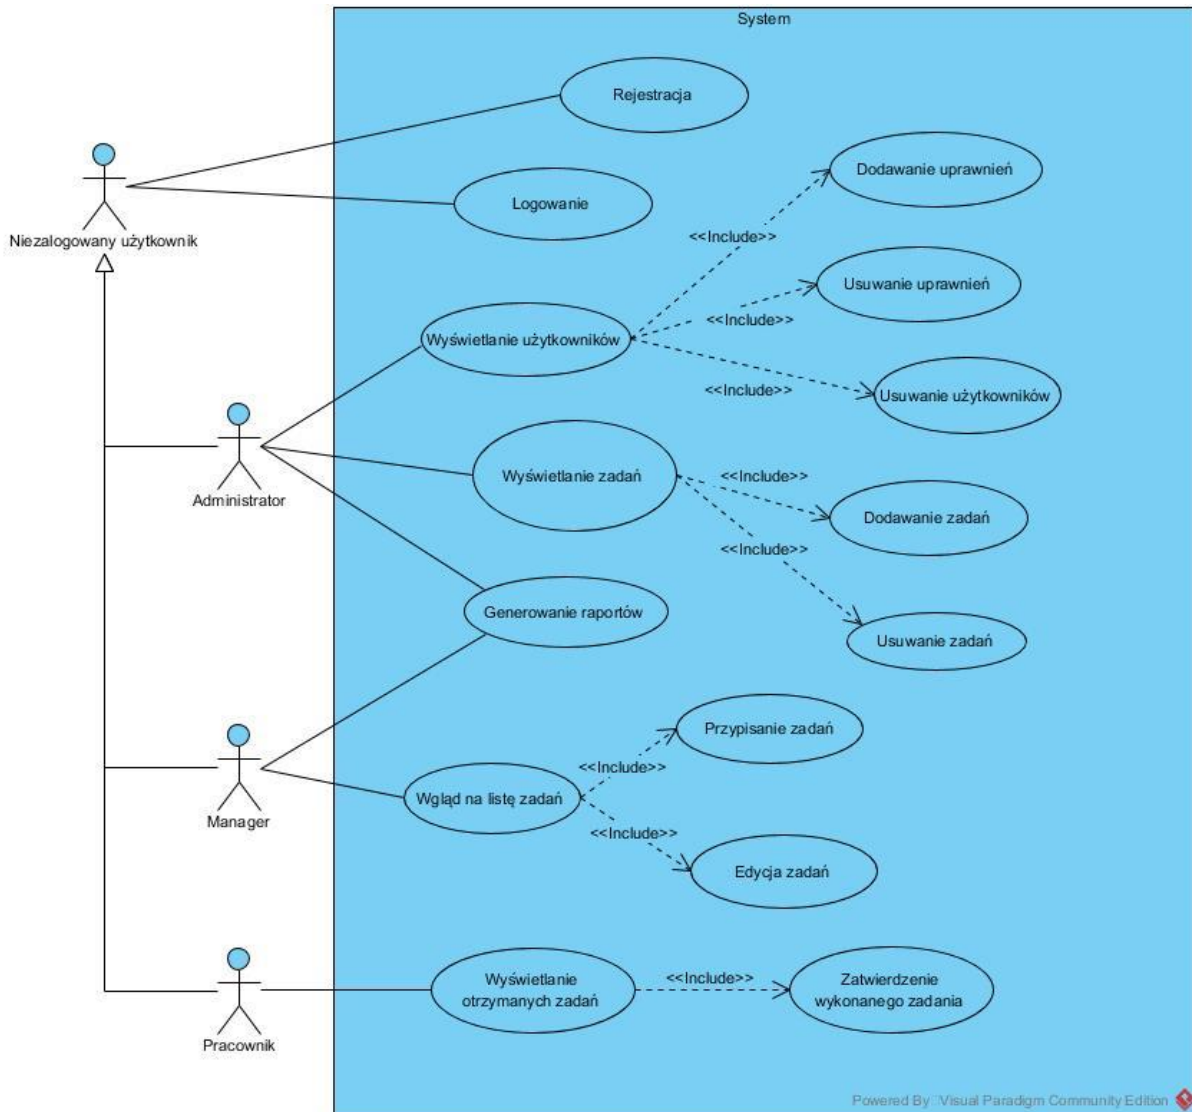 System
Rejestracja
Dodawanie uprawnień
Logowanie
Niezalogowany użytkownik
<<Include>>
Usuwanie uprawnień
<<Include>>
Wyświetlanie użytkowników
<<Include>>
Usuwanie użytkowników
Wyświetlanie zadań
<<Include>>
Administrator
Dodawanie zadań
<<Include>>
Generowanie raportów
Usuwanie zadań
Przypisanie zadań
<<Include>>
Wgląd na listę zadań
Manager
<<Include>>
Edycja zadań
Wyświetlanie
otrzymanych zadań
<<Include>>
Zatwierdzenie
wykonanego zadania
Pracownik
Powered By Visual Paradigm Community Edition